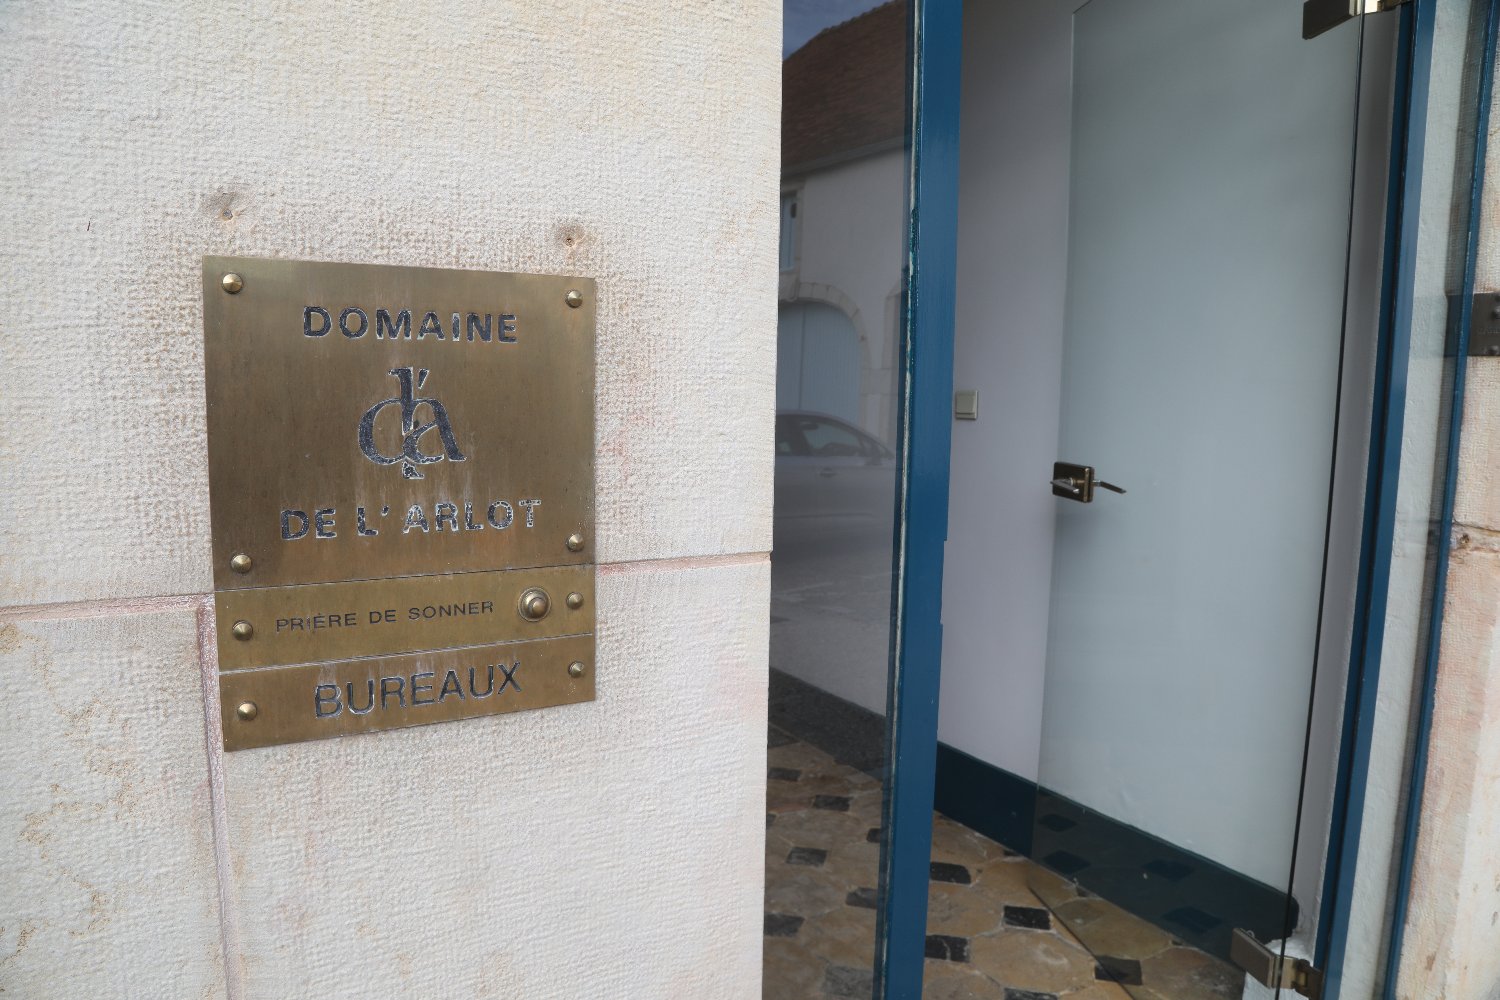 DOMAINE
d'a
DE L'ARLOT
PRIÈRE DE SONNER
BUREAUX